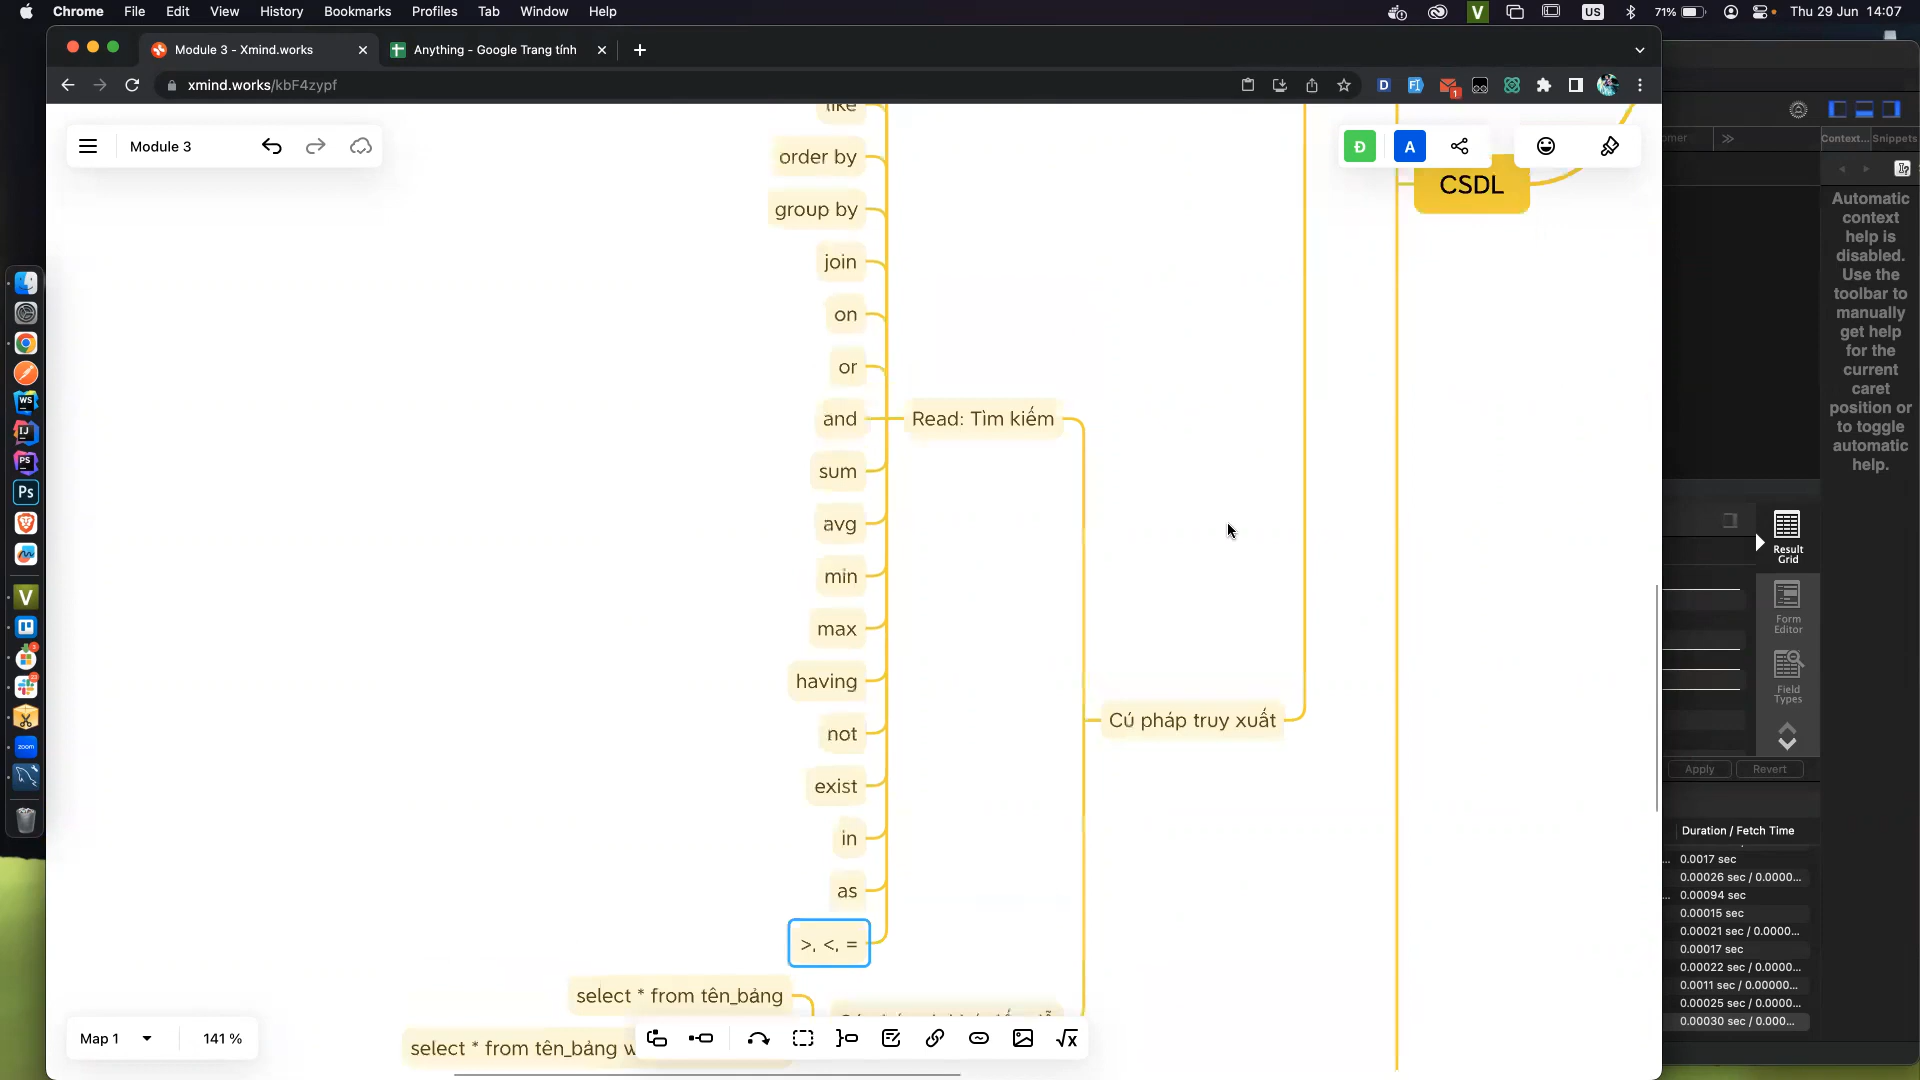 Chrome File Edit View History Bookmarks Profiles Tab Window Help
V US 71% Thu 29 Jun 14:07
Module 3 - Xmind.works
Anything - Google Trang tính
xmind.works/kbF4zypf
Module 3
Đ A
CSDL
like
order by
group by
join
on
or
and
sum
avg
min
max
having
not
exist
in
as
>, <, =
Read: Tìm kiếm
Cú pháp truy xuất
select * from tên_bảng
select * from tên_bảng
Map 1
141 %
Context...
Snippets
Automatic
context
help is
disabled.
Use the
toolbar to
manually
get help
for the
current
caret
position or
to toggle
automatic
help.
Result
Grid
Form
Editor
Field
Types
Apply
Revert
Duration / Fetch Time
0.0017 sec
0.00026 sec / 0.0000...
0.00094 sec
0.00015 sec
0.00021 sec / 0.0000...
0.00017 sec
0.00022 sec / 0.0000...
0.0011 sec / 0.00000...
0.00025 sec / 0.0000...
0.00030 sec / 0.000...
WS
IJ
PS
Ps
V
zoom